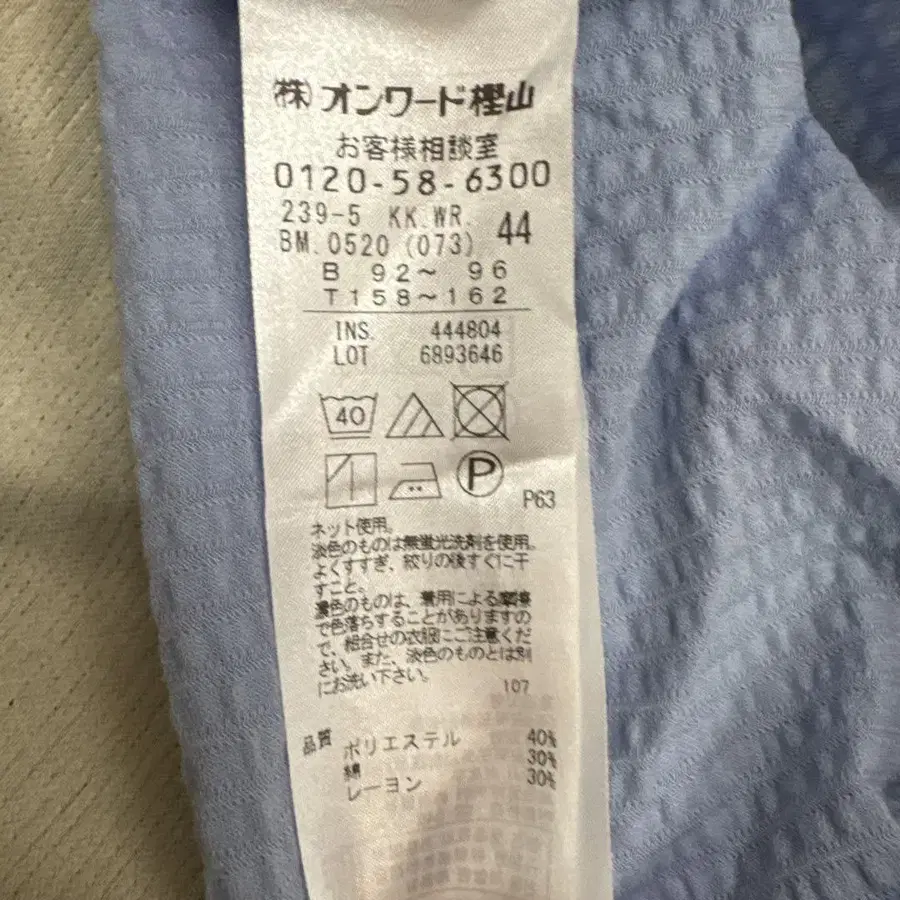 (株)オンワード樫山
お客様相談室
0120-58-6300
239-5 KK.WR. 44
BM.0520 (073)
B 92～ 96
T158～162
INS. 444804
LOT 6893646
40
P
P63
ネット使用。
淡色のものは無蛍光洗剤を使用。
よくすすぎ、絞りの後すぐに干
すこと。
濃色のものは、着用による摩擦
で色落ちすることがありますの
で、組合せの衣服にご注意くだ
さい。また、淡色のものとは別
にお洗い下さい。
107
品質 ポリエステル 40%
綿 30%
レーヨン 30%